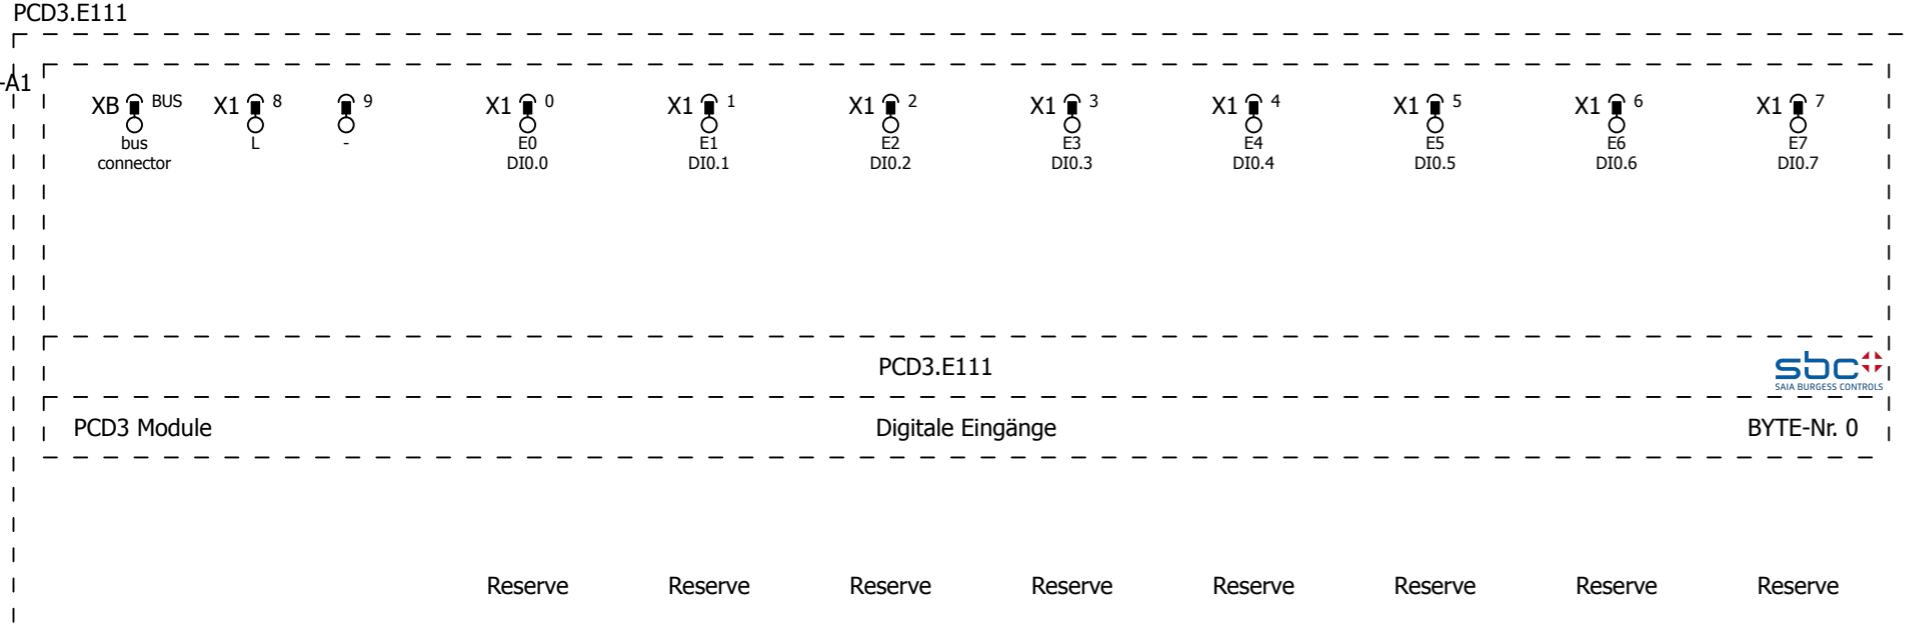 PCD3.E111
-A1
XB BUS X1 8 9 X1 0 X1 1 X1 2 X1 3 X1 4 X1 5 X1 6 X1 7
bus L - E0 E1 E2 E3 E4 E5 E6 E7
connector DI0.0 DI0.1 DI0.2 DI0.3 DI0.4 DI0.5 DI0.6 DI0.7
PCD3.E111
sbc
SAIA BURGESS CONTROLS
PCD3 Module Digitale Eingänge BYTE-Nr. 0
Reserve Reserve Reserve Reserve Reserve Reserve Reserve Reserve